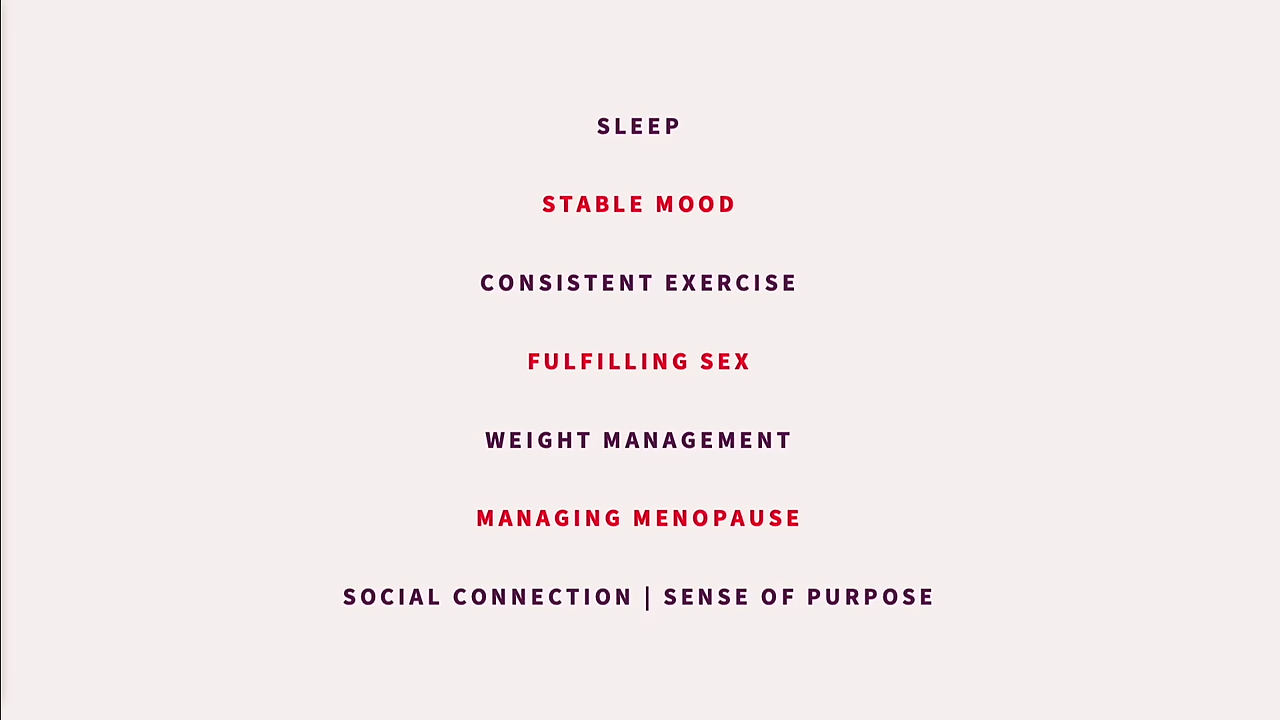 SLEEP
STABLE MOOD
CONSISTENT EXERCISE
FULFILLING SEX
WEIGHT MANAGEMENT
MANAGING MENOPAUSE
SOCIAL CONNECTION | SENSE OF PURPOSE